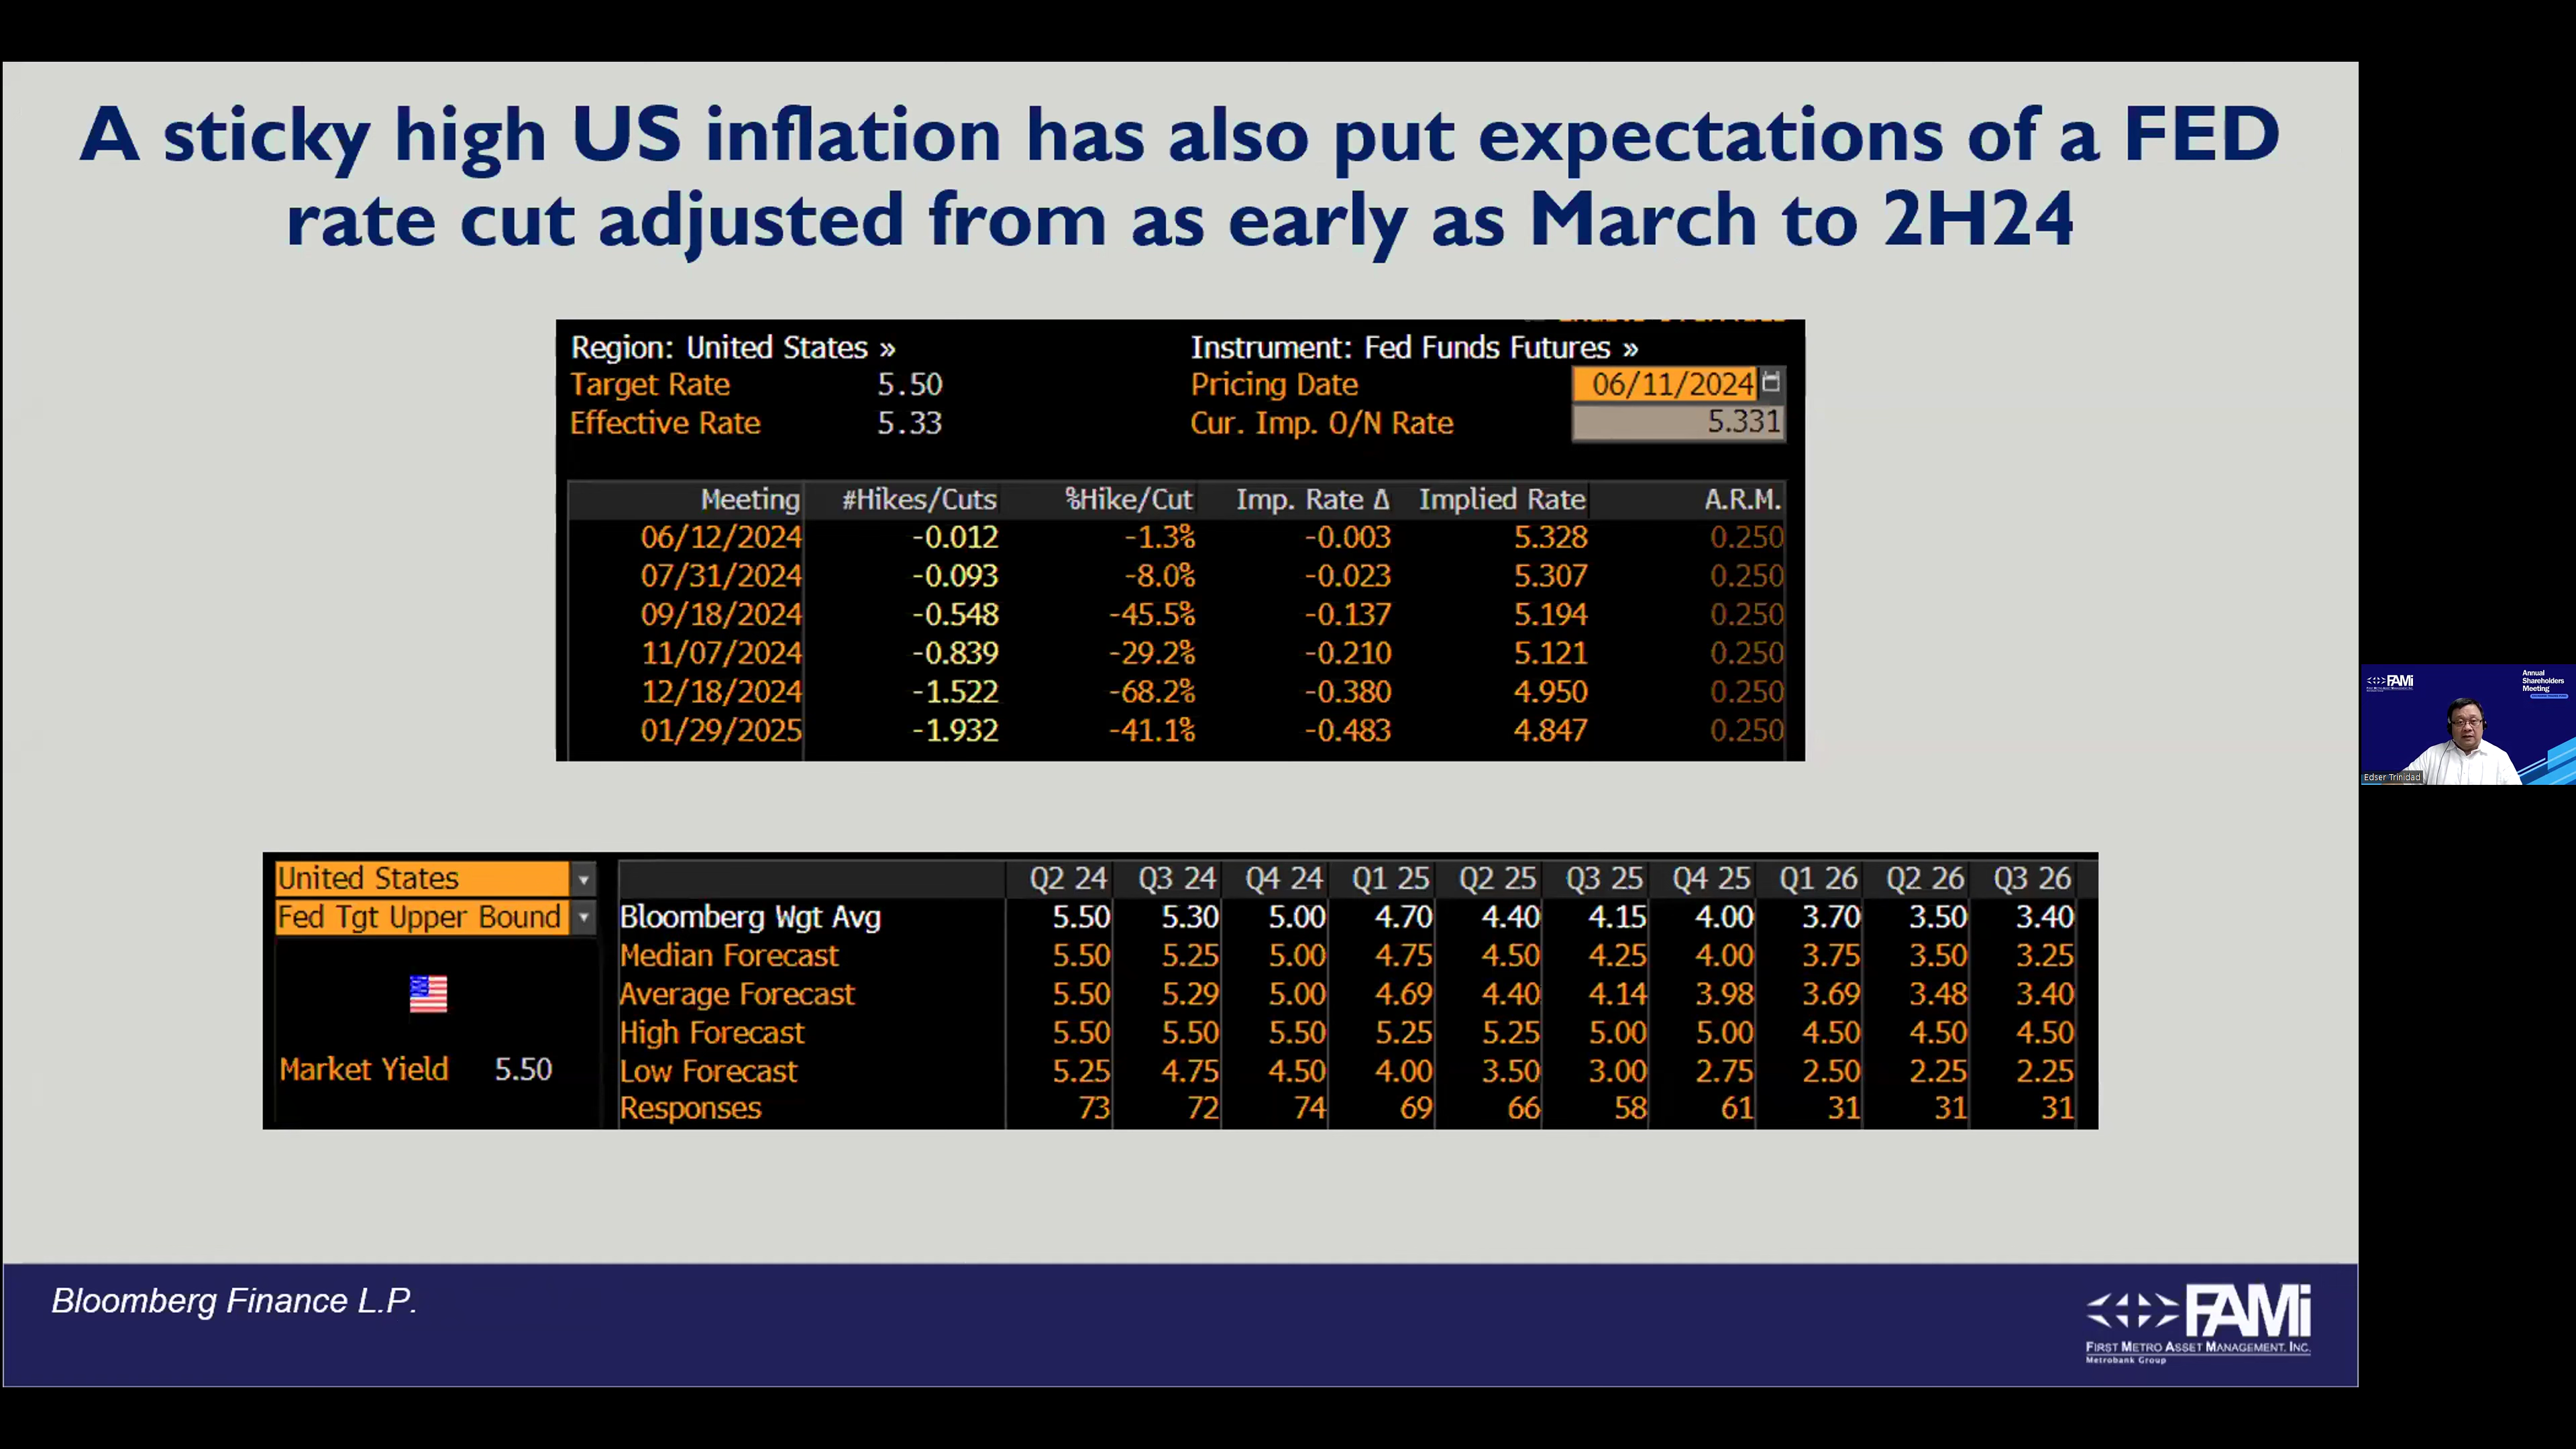 A sticky high US inflation has also put expectations of a FED
rate cut adjusted from as early as March to 2H24
Region: United States »
Instrument: Fed Funds Futures »
Target Rate 5.50
Pricing Date 06/11/2024
Effective Rate 5.33
Cur. Imp. O/N Rate 5.331
Meeting #Hikes/Cuts %Hike/Cut Imp. Rate Δ Implied Rate A.R.M.
06/12/2024 -0.012 -1.3% -0.003 5.328 0.250
07/31/2024 -0.093 -8.0% -0.023 5.307 0.250
09/18/2024 -0.548 -45.5% -0.137 5.194 0.250
11/07/2024 -0.839 -29.2% -0.210 5.121 0.250
12/18/2024 -1.522 -68.2% -0.380 4.950 0.250
01/29/2025 -1.932 -41.1% -0.483 4.847 0.250
FAMi
Annual
Shareholders
Meeting
Edser Trinidad
United States
Fed Tgt Upper Bound
Market Yield 5.50
Q2 24 Q3 24 Q4 24 Q1 25 Q2 25 Q3 25 Q4 25 Q1 26 Q2 26 Q3 26
Bloomberg Wgt Avg 5.50 5.30 5.00 4.70 4.40 4.15 4.00 3.70 3.50 3.40
Median Forecast 5.50 5.25 5.00 4.75 4.50 4.25 4.00 3.75 3.50 3.25
Average Forecast 5.50 5.29 5.00 4.69 4.40 4.14 3.98 3.69 3.48 3.40
High Forecast 5.50 5.50 5.50 5.25 5.25 5.00 5.00 4.50 4.50 4.50
Low Forecast 5.25 4.75 4.50 4.00 3.50 3.00 2.75 2.50 2.25 2.25
Responses 73 72 74 69 66 58 61 31 31 31
Bloomberg Finance L.P.
FAMi
FIRST METRO ASSET MANAGEMENT, INC.
Metrobank Group